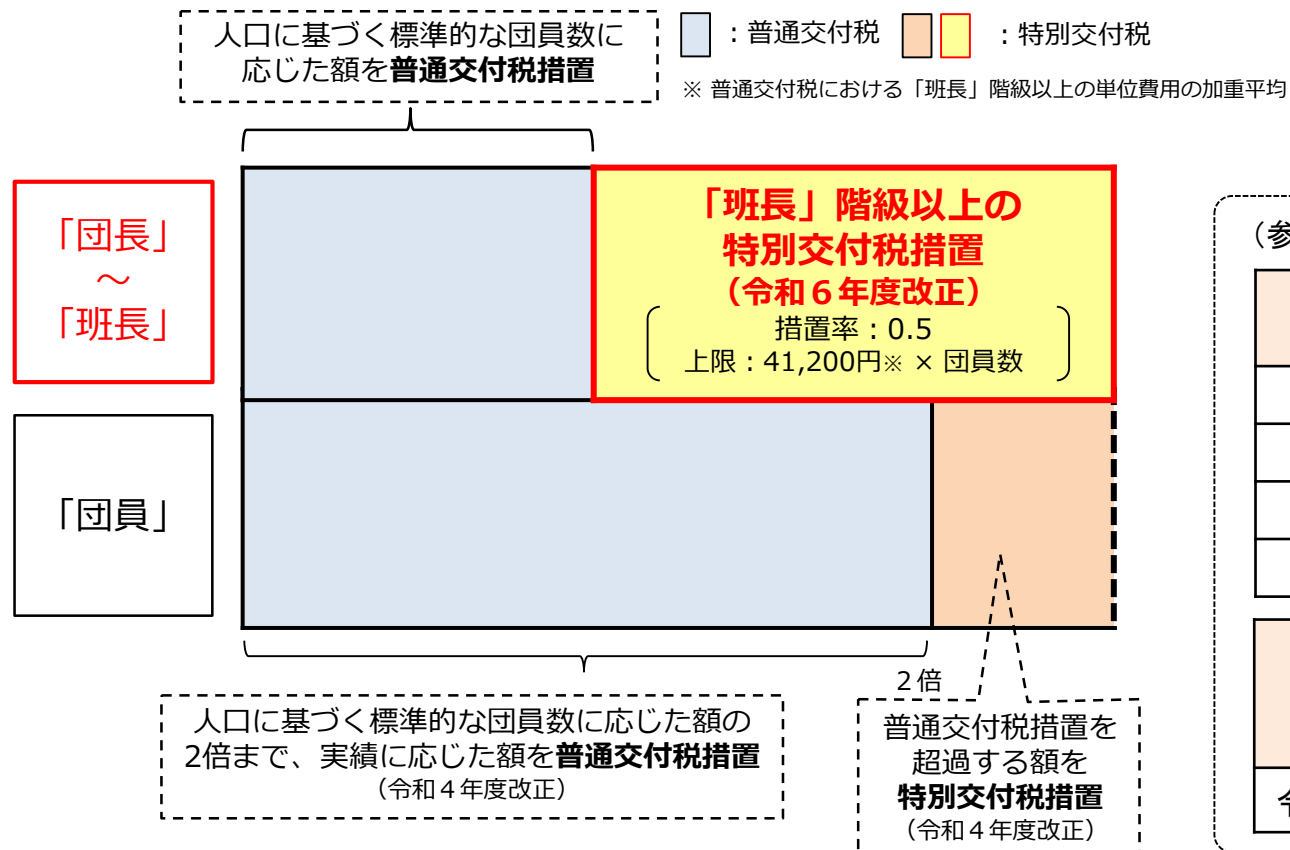 人口に基づく標準的な団員数に
応じた額を普通交付税措置
：普通交付税
：特別交付税
※ 普通交付税における「班長」階級以上の単位費用の加重平均
「団長」
～
「班長」
「班長」階級以上の
特別交付税措置
（令和６年度改正）
措置率：0.5
上限：41,200円※ × 団員数
「団員」
２倍
人口に基づく標準的な団員数に応じた額の
2倍まで、実績に応じた額を普通交付税措置
（令和４年度改正）
普通交付税措置を
超過する額を
特別交付税措置
（令和４年度改正）
（参